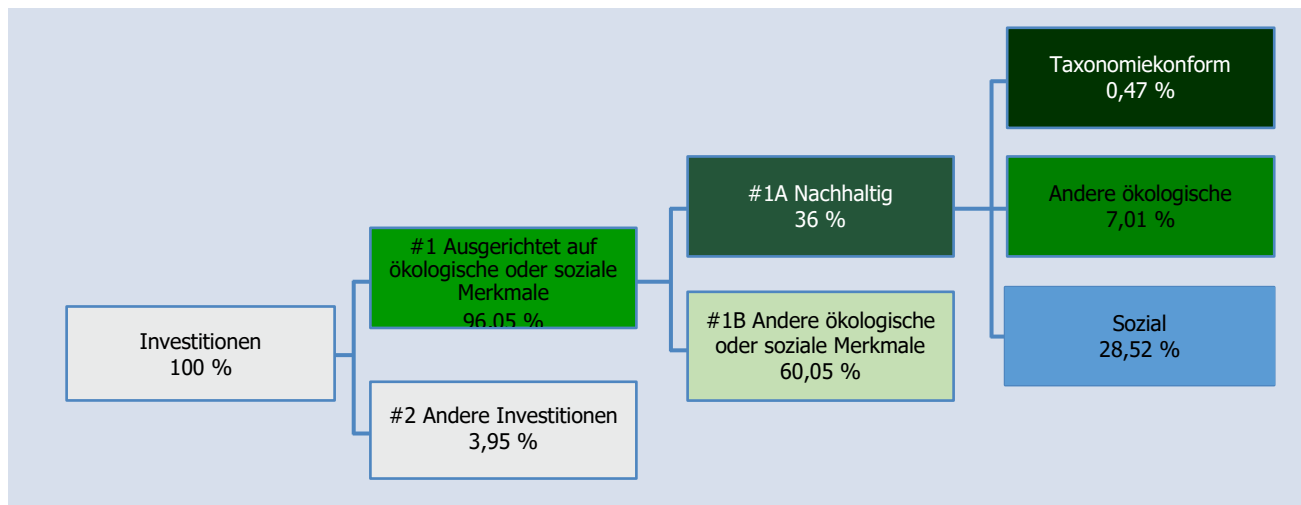 Investitionen
100 %
#1 Ausgerichtet auf
ökologische oder soziale
Merkmale
96,05 %
#2 Andere Investitionen
3,95 %
#1A Nachhaltig
36 %
#1B Andere ökologische
oder soziale Merkmale
60,05 %
Taxonomiekonform
0,47 %
Andere ökologische
7,01 %
Sozial
28,52 %